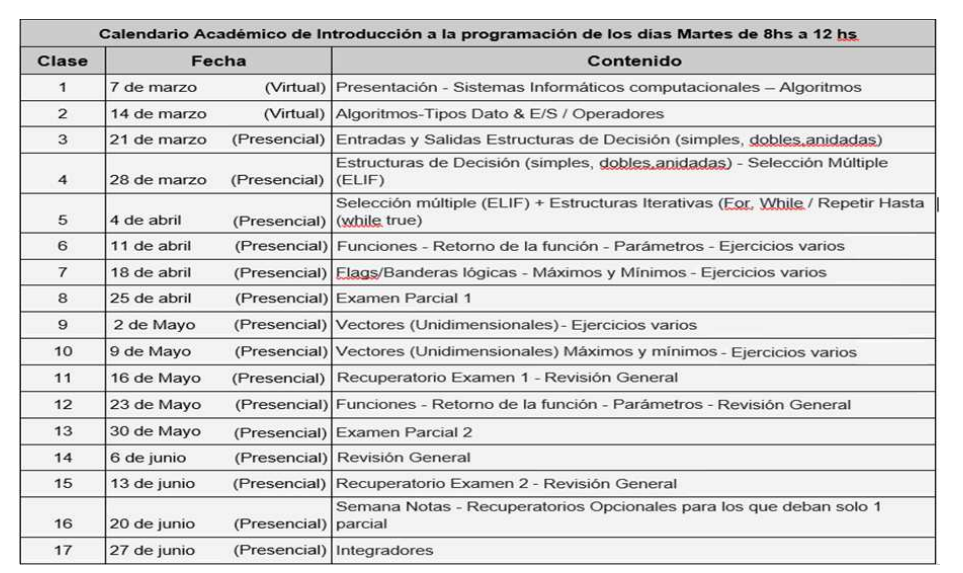 Calendario Académico de Introducción a la programación de los días Martes de 8hs a 12 hs
Clase Fecha Contenido
1 7 de marzo (Virtual) Presentación - Sistemas Informáticos computacionales – Algoritmos
2 14 de marzo (Virtual) Algoritmos-Tipos Dato & E/S / Operadores
3 21 de marzo (Presencial) Entradas y Salidas Estructuras de Decisión (simples, dobles,anidadas)
4 28 de marzo (Presencial) Estructuras de Decisión (simples, dobles,anidadas) - Selección Múltiple
(ELIF)
5 4 de abril (Presencial) Selección múltiple (ELIF) + Estructuras Iterativas (For, While / Repetir Hasta
(while true)
6 11 de abril (Presencial) Funciones - Retorno de la función - Parámetros - Ejercicios varios
7 18 de abril (Presencial) Flags/Banderas lógicas - Máximos y Mínimos - Ejercicios varios
8 25 de abril (Presencial) Examen Parcial 1
9 2 de Mayo (Presencial) Vectores (Unidimensionales)- Ejercicios varios
10 9 de Mayo (Presencial) Vectores (Unidimensionales) Máximos y mínimos - Ejercicios varios
11 16 de Mayo (Presencial) Recuperatorio Examen 1 - Revisión General
12 23 de Mayo (Presencial) Funciones - Retorno de la función - Parámetros - Revisión General
13 30 de Mayo (Presencial) Examen Parcial 2
14 6 de junio (Presencial) Revisión General
15 13 de junio (Presencial) Recuperatorio Examen 2 - Revisión General
16 20 de junio (Presencial) Semana Notas - Recuperatorios Opcionales para los que deban solo 1
parcial
17 27 de junio (Presencial) Integradores